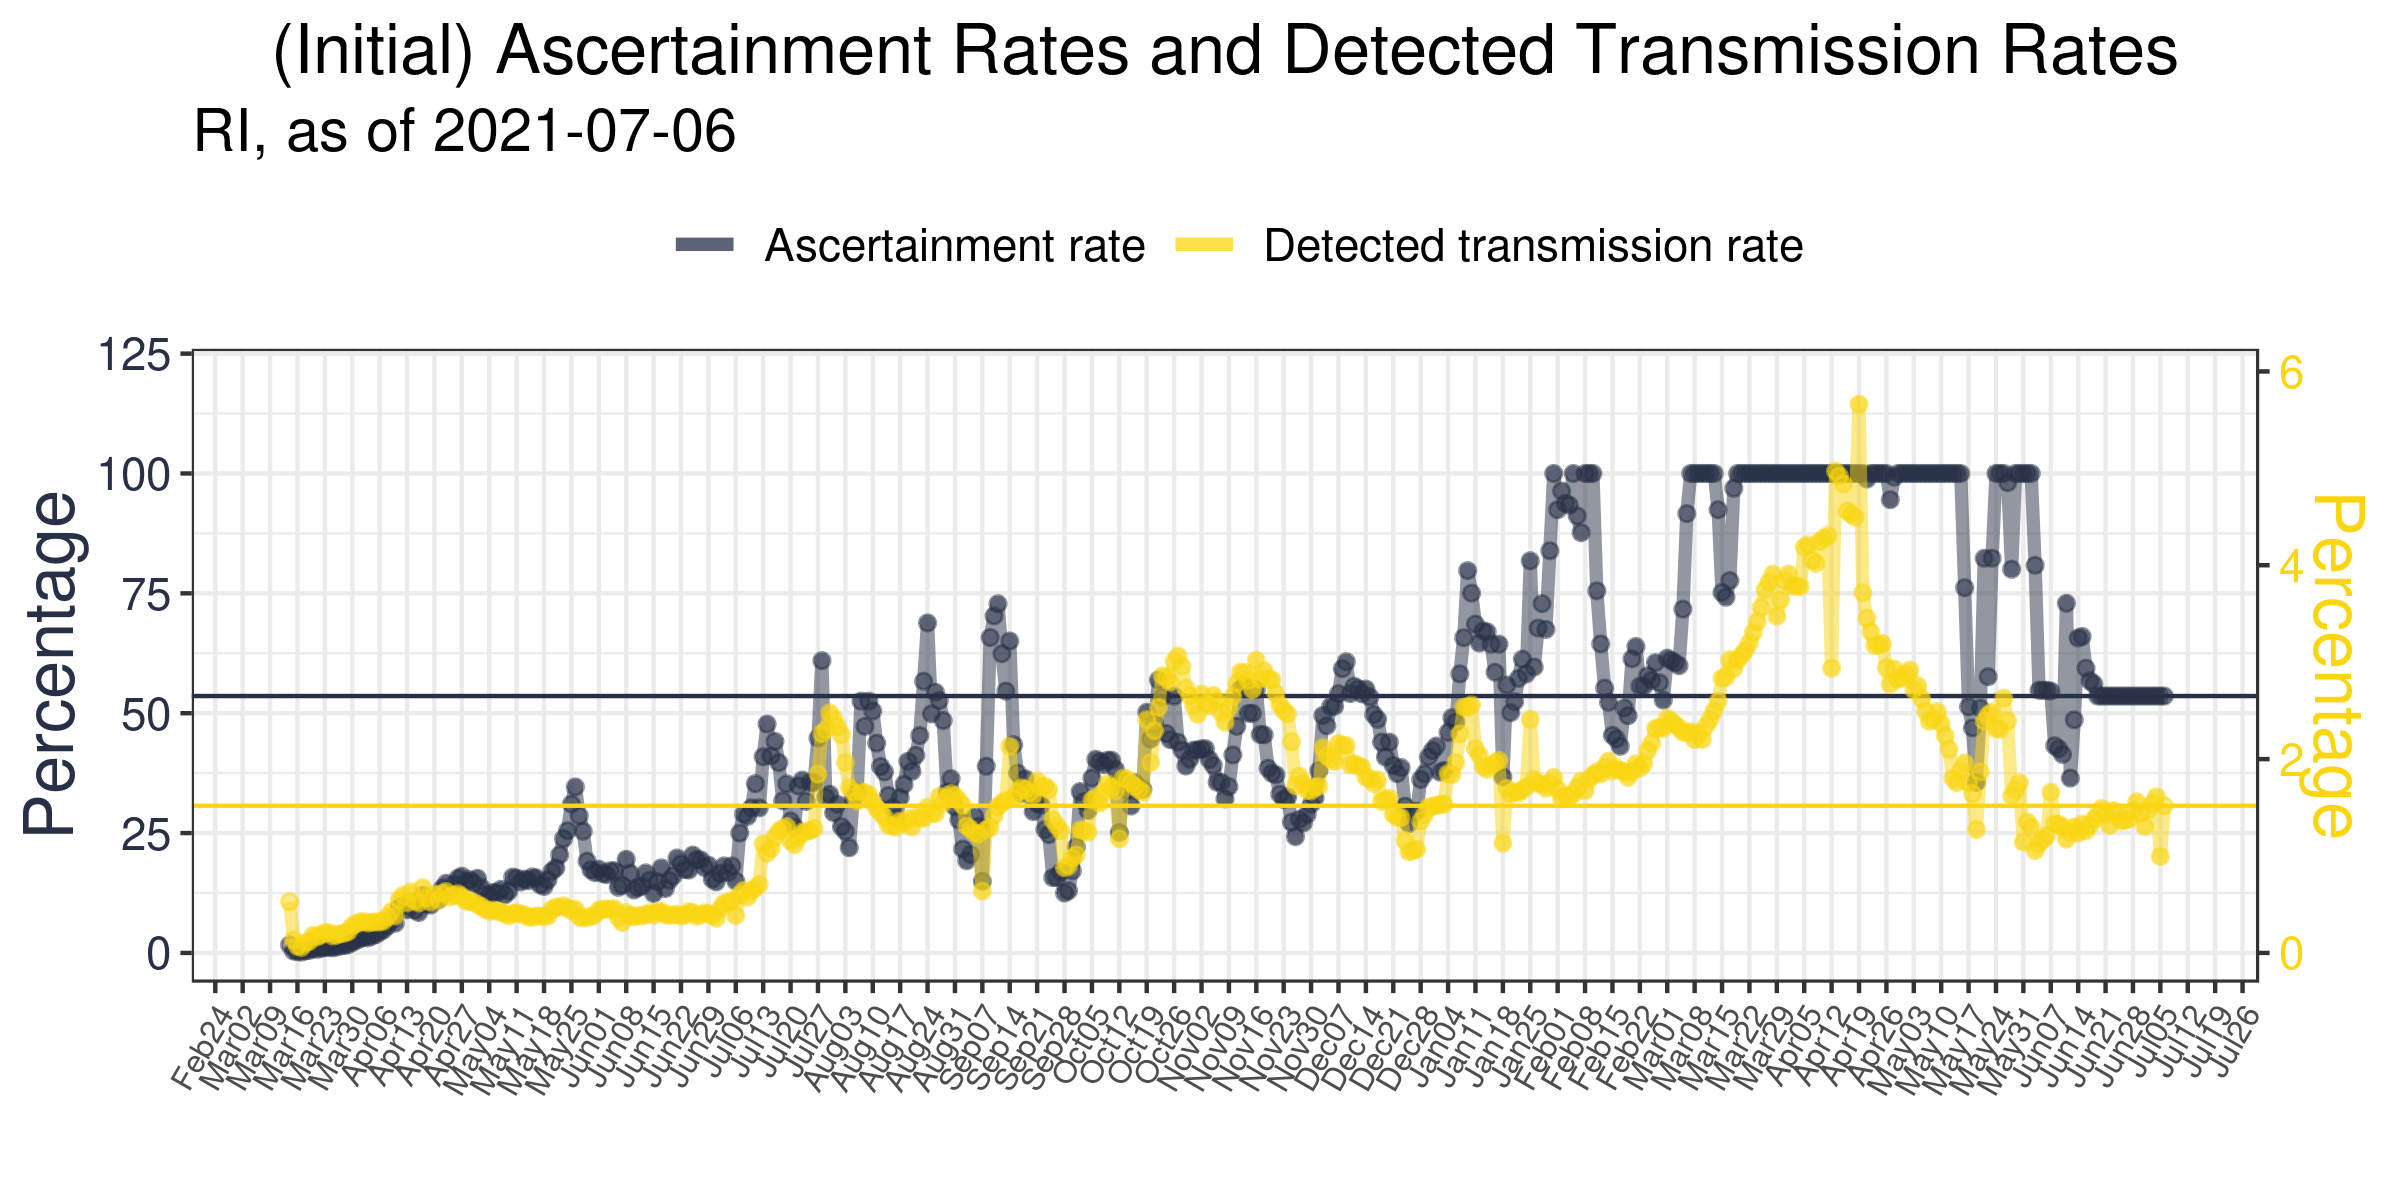 (Initial) Ascertainment Rates and Detected Transmission Rates
RI, as of 2021-07-06
Ascertainment rate Detected transmission rate
125
100
75
50
25
0
Percentage
6
4
2
0
Percentage
Feb24 Mar02 Mar09 Mar16 Mar23 Mar30 Apr06 Apr13 Apr20 Apr27 May04 May11 May18 May25 Jun01 Jun08 Jun15 Jun22 Jun29 Jul06 Jul13 Jul20 Jul27 Aug03 Aug10 Aug17 Aug24 Aug31 Sep07 Sep14 Sep21 Sep28 Oct05 Oct12 Oct19 Oct26 Nov02 Nov09 Nov16 Nov23 Nov30 Dec07 Dec14 Dec21 Dec28 Jan04 Jan11 Jan18 Jan25 Feb01 Feb08 Feb15 Feb22 Mar01 Mar08 Mar15 Mar22 Mar29 Apr05 Apr12 Apr19 Apr26 May03 May10 May17 May24 May31 Jun07 Jun14 Jun21 Jun28 Jul05 Jul12 Jul19 Jul26